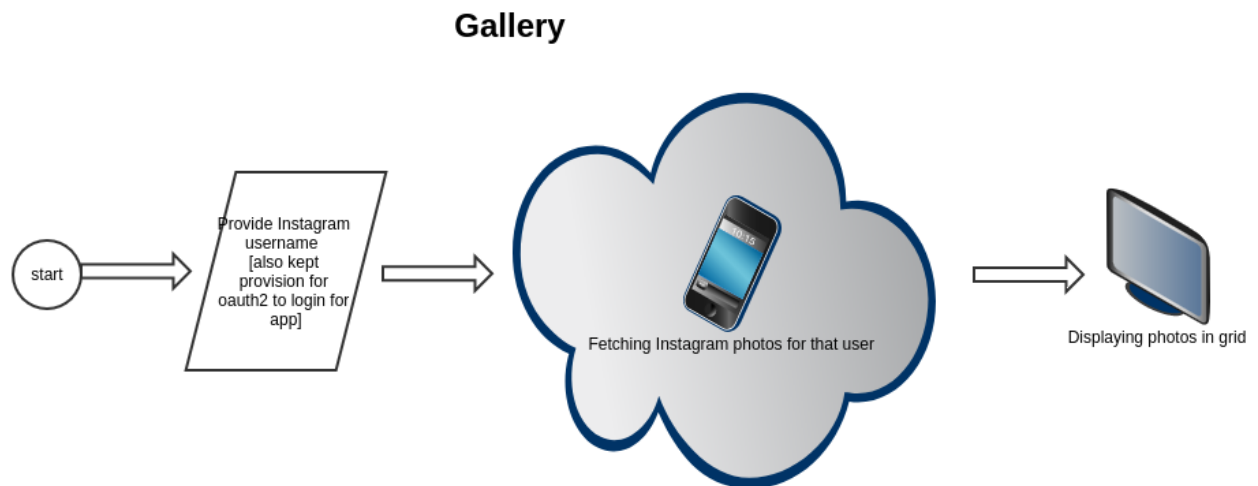 Gallery
start
Provide Instagram
username
[also kept
provision for
oauth2 to login for
app]
10:15
Fetching Instagram photos for that user
Displaying photos in grid